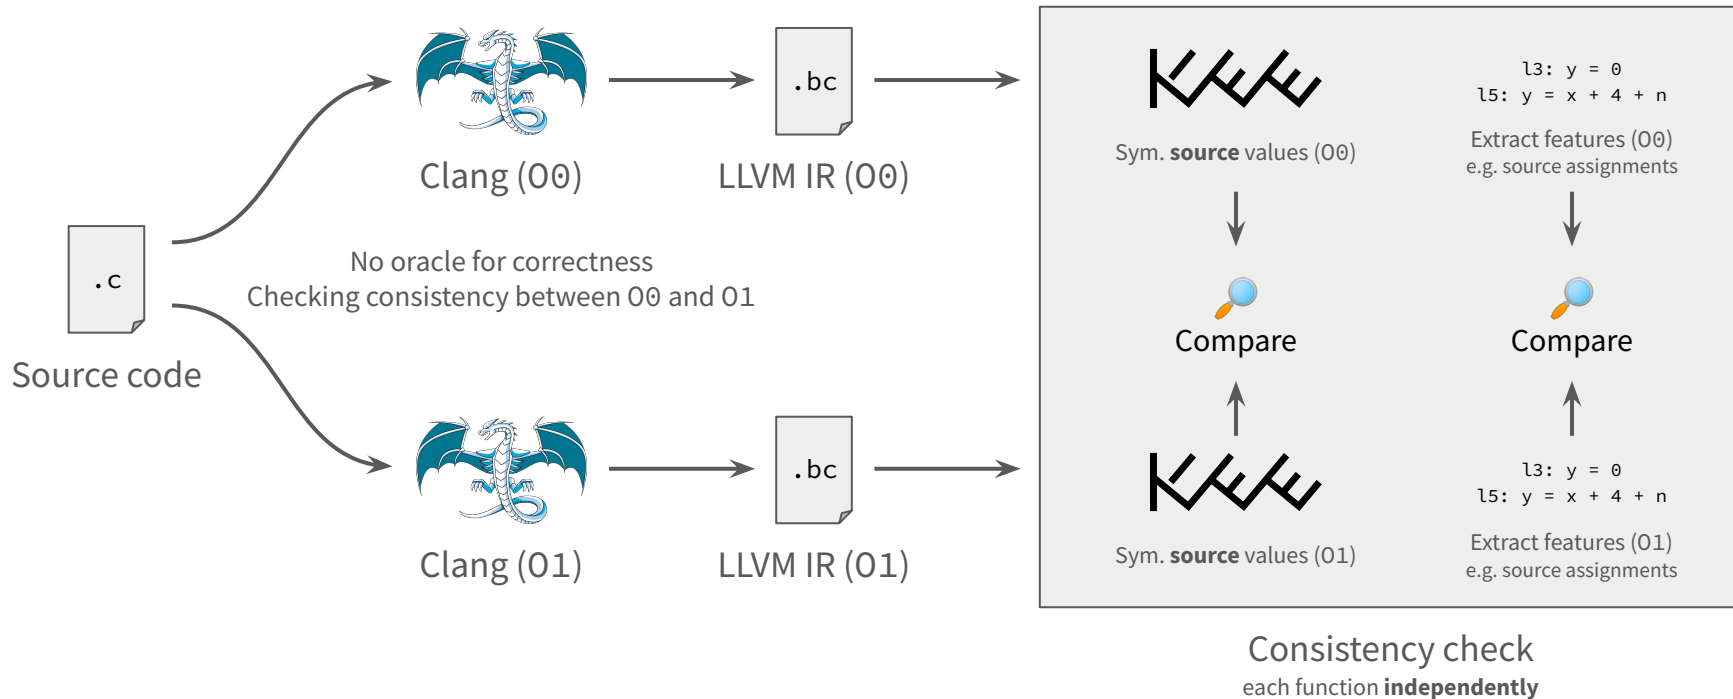 .c
Source code
Clang (O0)
.bc
LLVM IR (O0)
No oracle for correctness
Checking consistency between O0 and O1
Clang (O1)
.bc
LLVM IR (O1)
KLEE
Sym. source values (O0)
l3: y = 0
l5: y = x + 4 + n
Extract features (O0)
e.g. source assignments
Compare
Compare
KLEE
Sym. source values (O1)
l3: y = 0
l5: y = x + 4 + n
Extract features (O1)
e.g. source assignments
Consistency check
each function independently